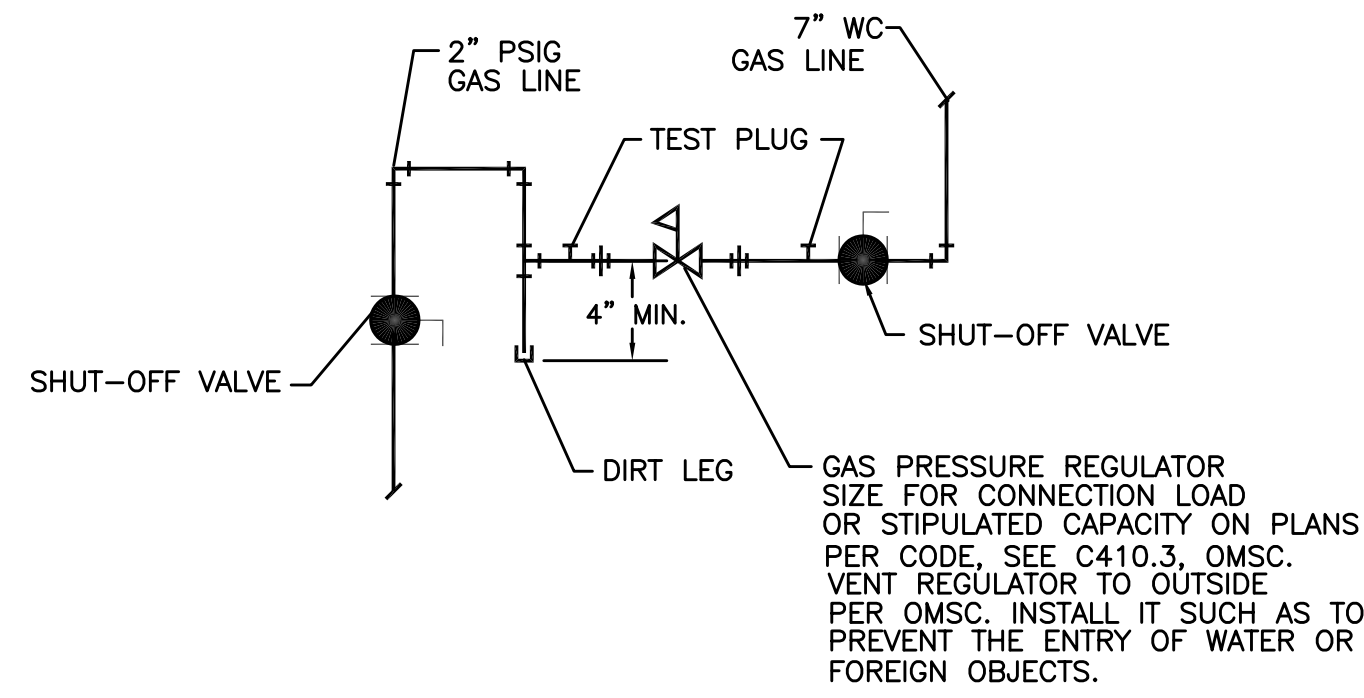 2” PSIG
GAS LINE
7” WC
GAS LINE
TEST PLUG
4” MIN.
SHUT-OFF VALVE
SHUT-OFF VALVE
DIRT LEG
GAS PRESSURE REGULATOR
SIZE FOR CONNECTION LOAD
OR STIPULATED CAPACITY ON PLANS
PER CODE, SEE C410.3, OMSC.
VENT REGULATOR TO OUTSIDE
PER OMSC. INSTALL IT SUCH AS TO
PREVENT THE ENTRY OF WATER OR
FOREIGN OBJECTS.